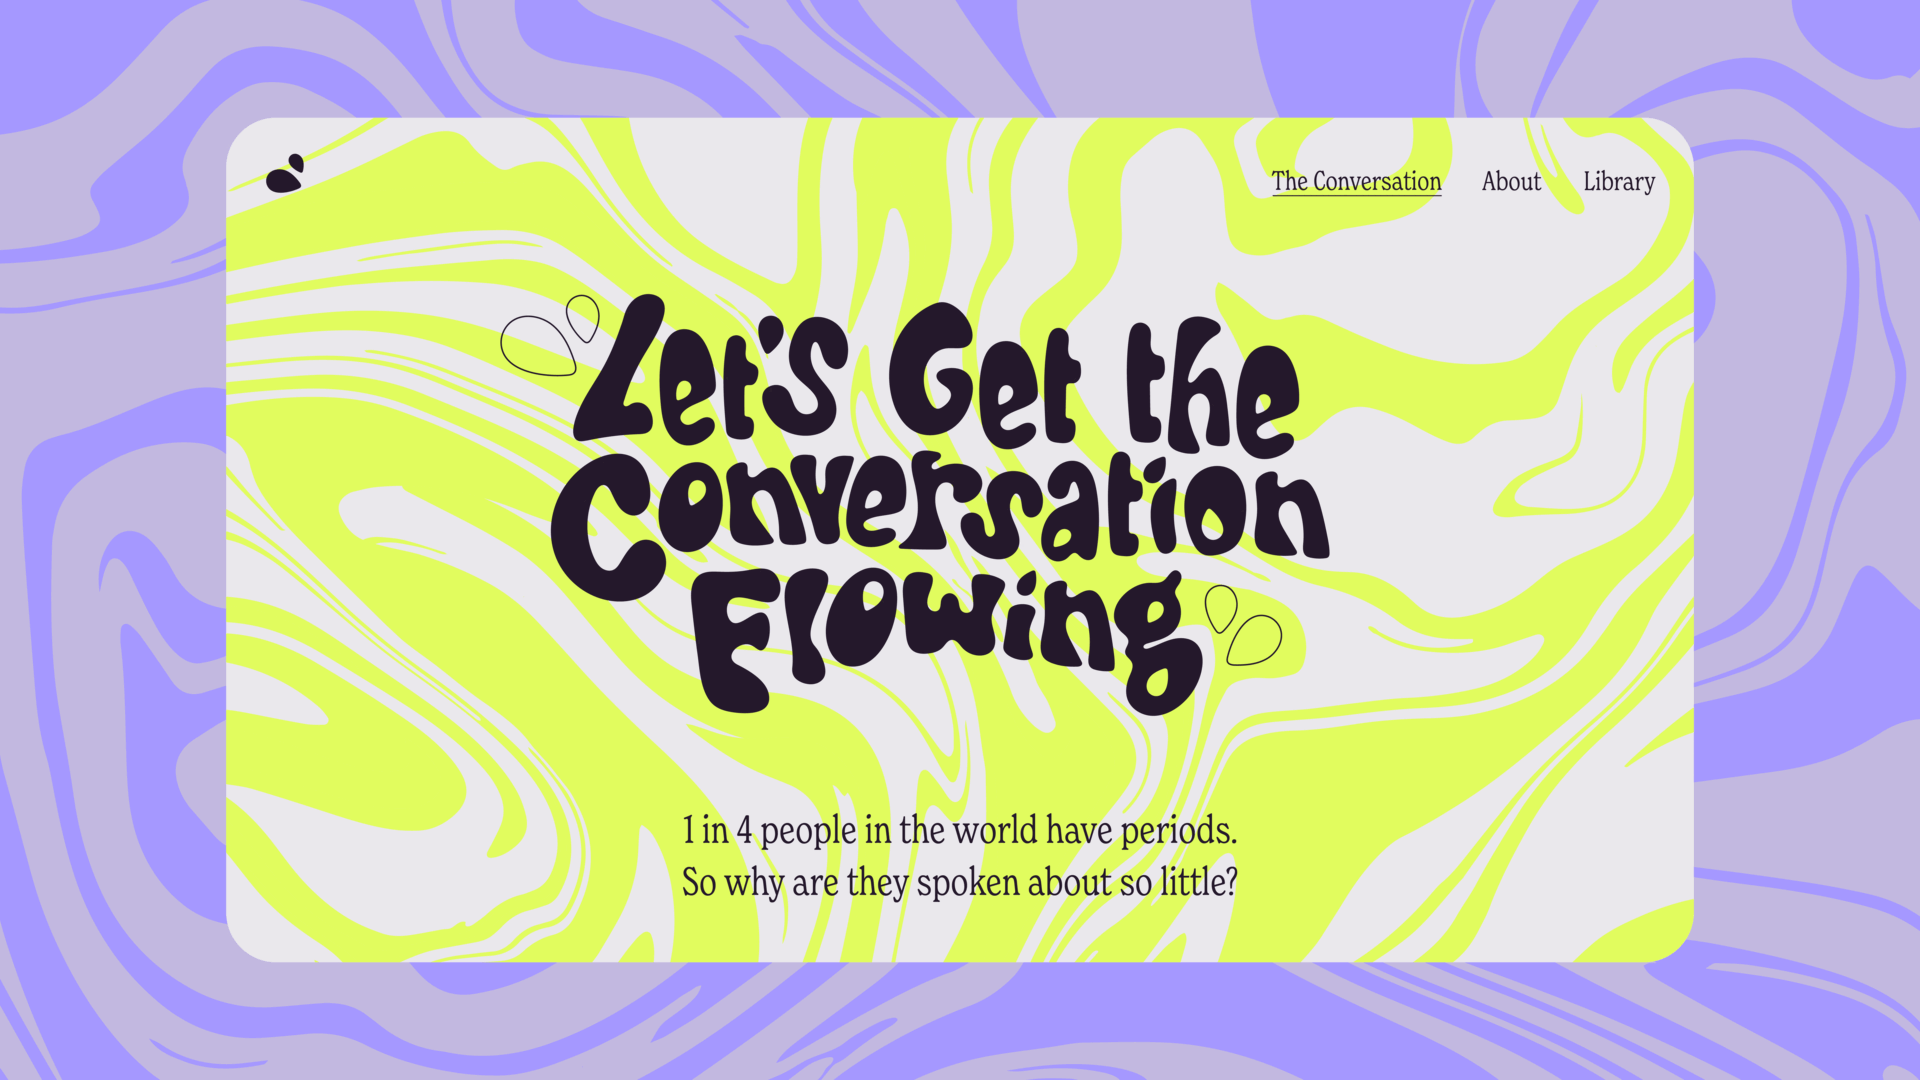 The Conversation About Library
Let's Get the
Conversation
Flowing
1 in 4 people in the world have periods.
So why are they spoken about so little?